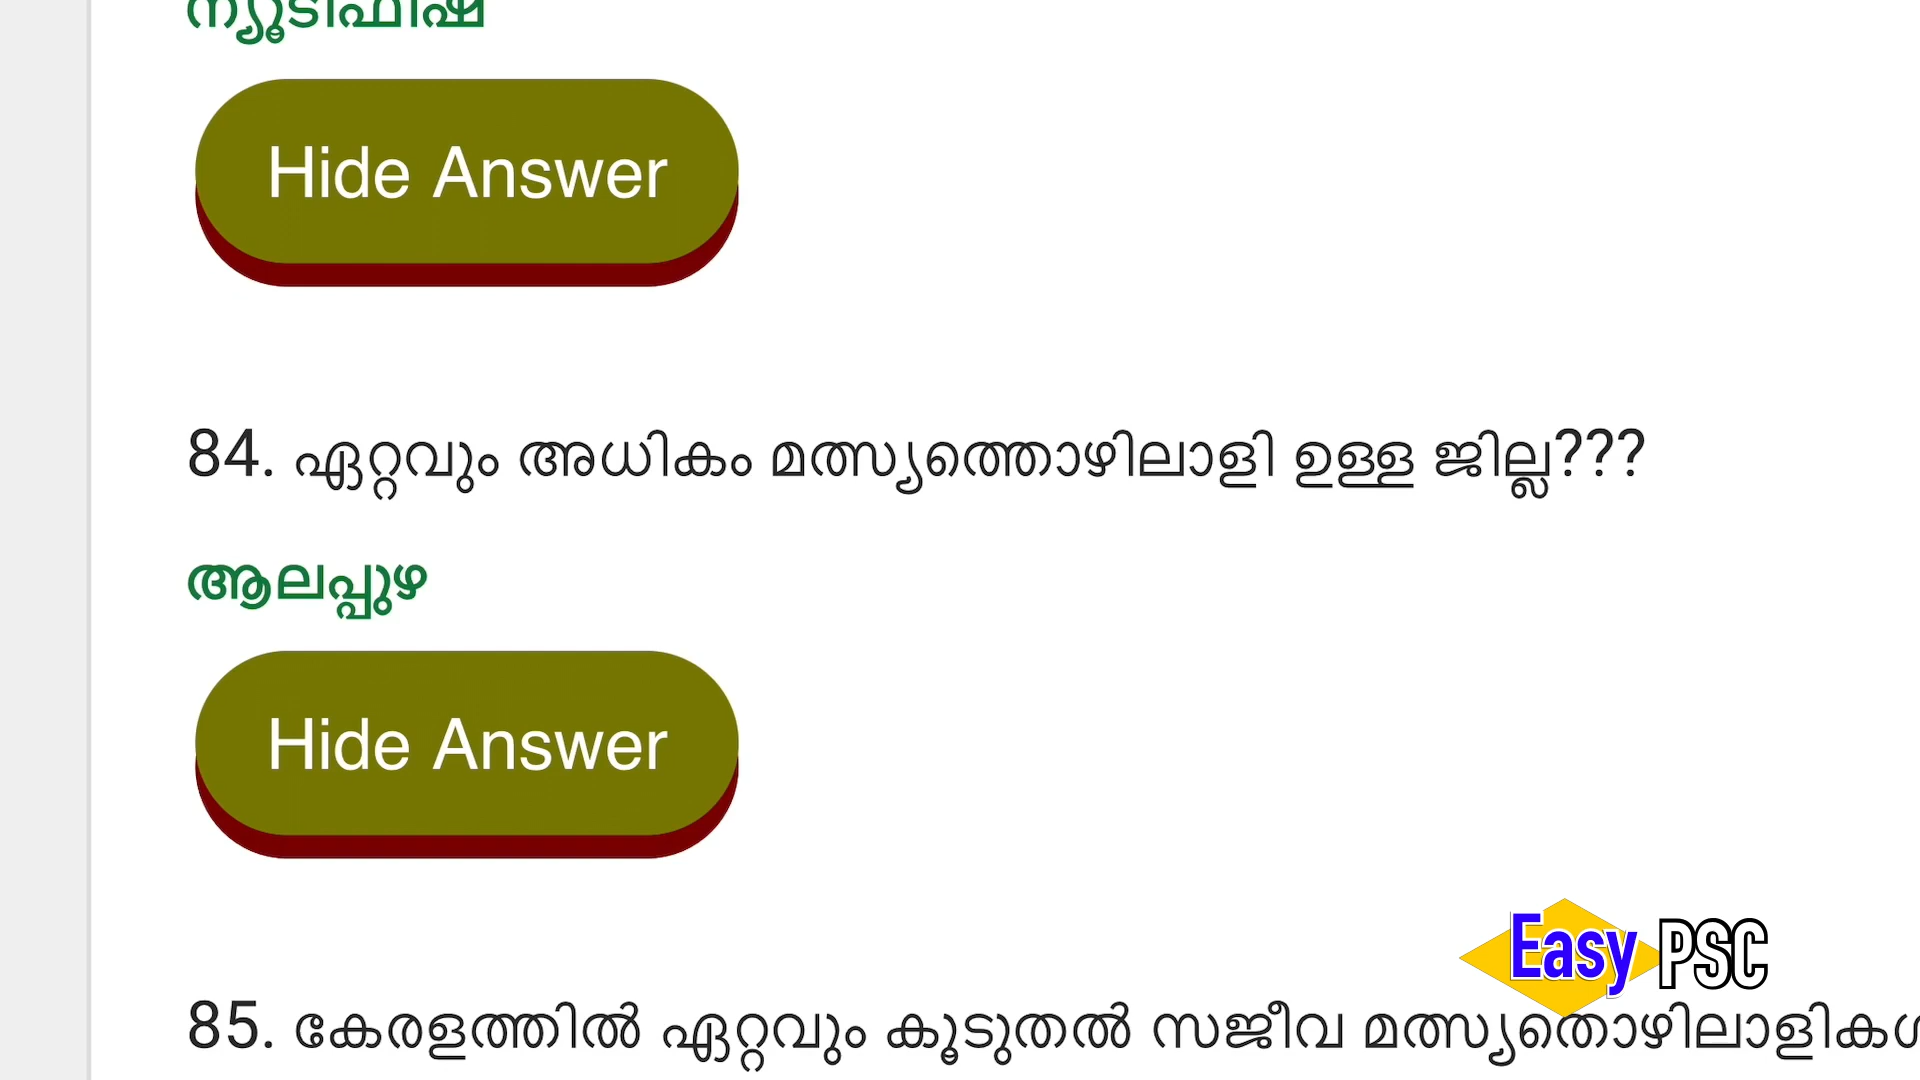 ന്യൂടിഫിഷ്
Hide Answer
84. ഏറ്റവും അധികം മത്സ്യത്തൊഴിലാളി ഉള്ള ജില്ല???
ആലപ്പുഴ
Hide Answer
Easy PSC
85. കേരളത്തിൽ ഏറ്റവും കൂടുതൽ സജീവ മത്സ്യതൊഴിലാളികൾ